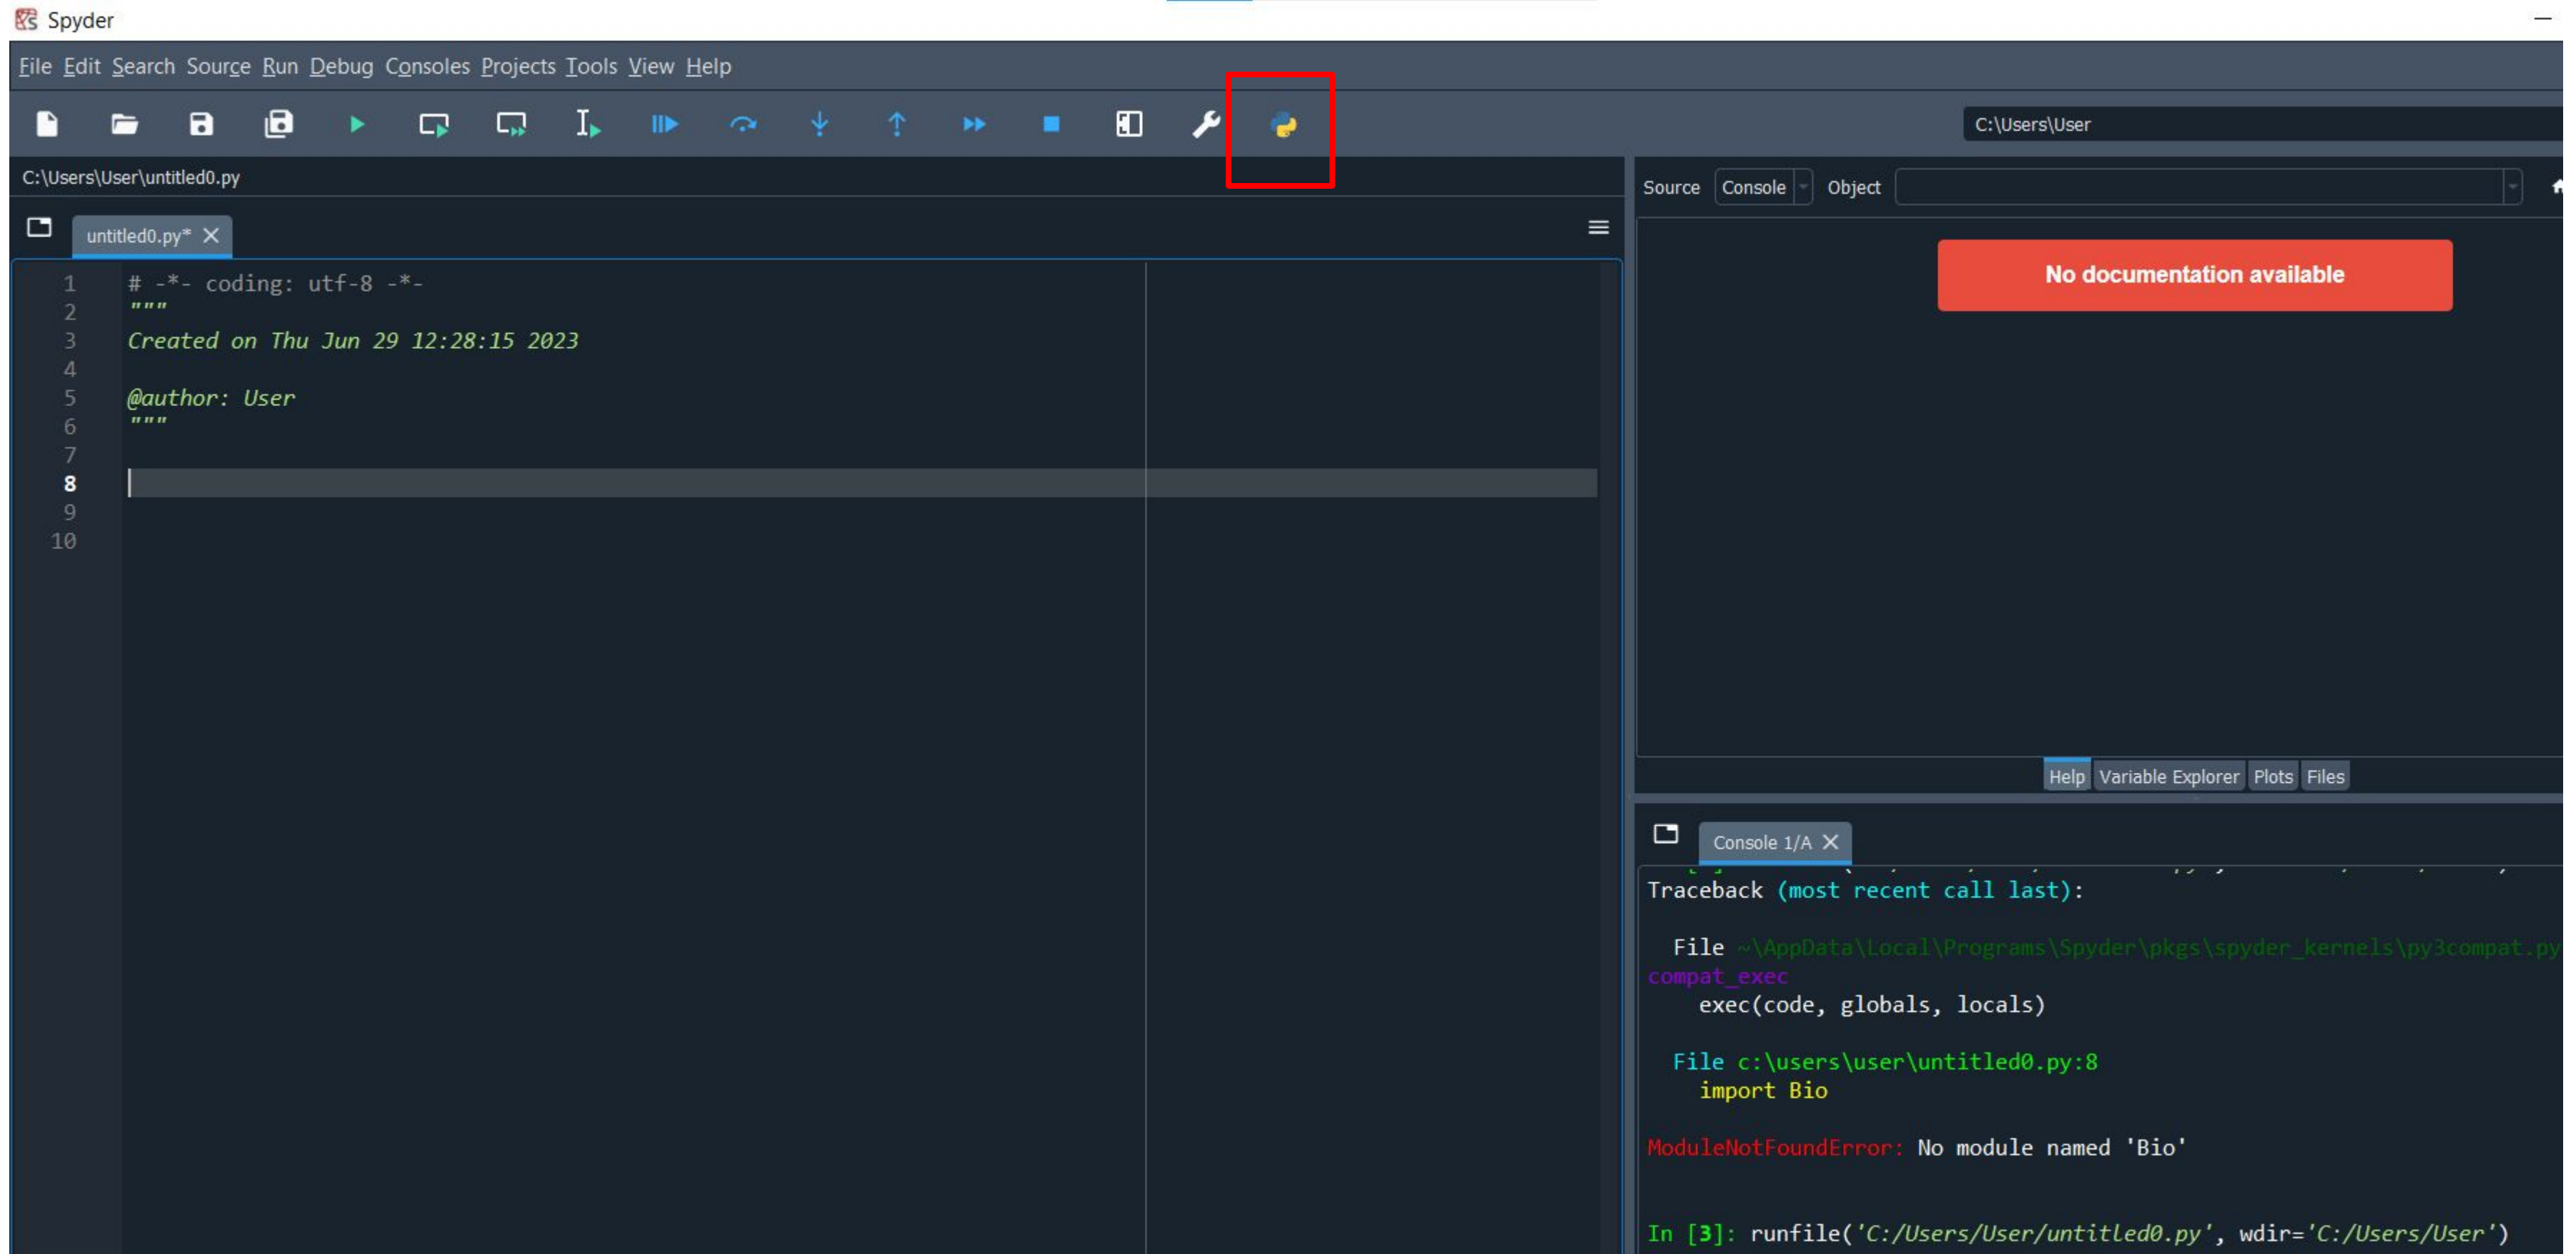 Spyder
File Edit Search Source Run Debug Consoles Projects Tools View Help
C:\Users\User
C:\Users\User\untitled0.py
untitled0.py*
1 # -*- coding: utf-8 -*-
2 """
3 Created on Thu Jun 29 12:28:15 2023
4
5 @author: User
6 """
7
8
9
10
Source Console Object
No documentation available
Help Variable Explorer Plots Files
Console 1/A
Traceback (most recent call last):
File ~\AppData\Local\Programs\Spyder\pkgs\spyder_kernels\py3compat.py
compat_exec
exec(code, globals, locals)
File c:\users\user\untitled0.py:8
import Bio
ModuleNotFoundError: No module named 'Bio'
In [3]: runfile('C:/Users/User/untitled0.py', wdir='C:/Users/User')